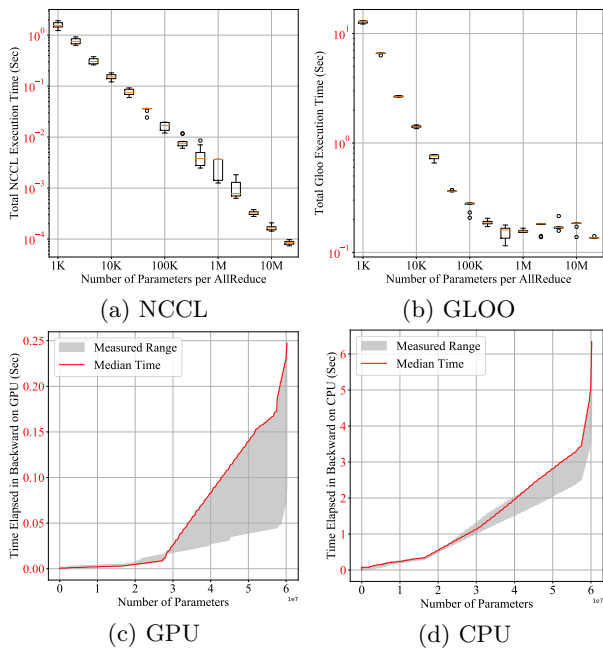 Total NCCL Execution Time (Sec)
10^0
10^-1
10^-2
10^-3
10^-4
1K 10K 100K 1M 10M
Number of Parameters per AllReduce
(a) NCCL
Total Gloo Execution Time (Sec)
10^1
10^0
10^-1
1K 10K 100K 1M 10M
Number of Parameters per AllReduce
(b) GLOO
Time Elapsed in Backward on GPU (Sec)
0.25
0.20
0.15
0.10
0.05
0.00
Measured Range
Median Time
0 1 2 3 4 5 6
1e7
Number of Parameters
(c) GPU
Time Elapsed in Backward on CPU (Sec)
6
5
4
3
2
1
0
Measured Range
Median Time
0 1 2 3 4 5 6
1e7
Number of Parameters
(d) CPU